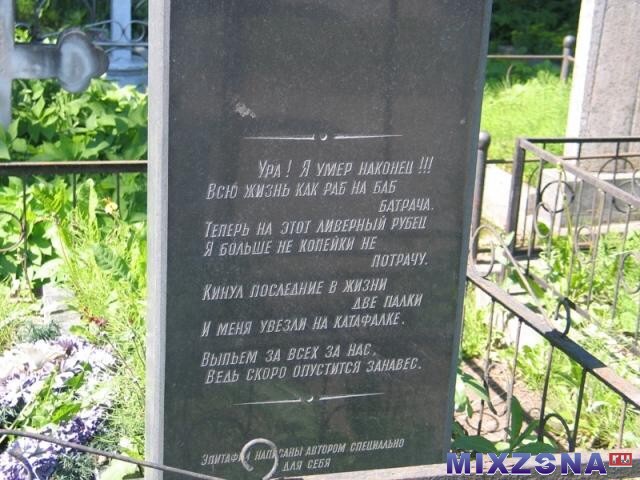 Ура! Я умер наконец!!!
Всю жизнь как раб на баб
батрача.
Теперь на этот ливерный рубец
Я больше не копейки не
потрачу.
Кинул последние в жизни
две палки
И меня увезли на катафалке.
Выпьем за всех за нас,
Ведь скоро опустится занавес.
Эпитафия написаны автором специально
для себя
MIXZSNA.ru